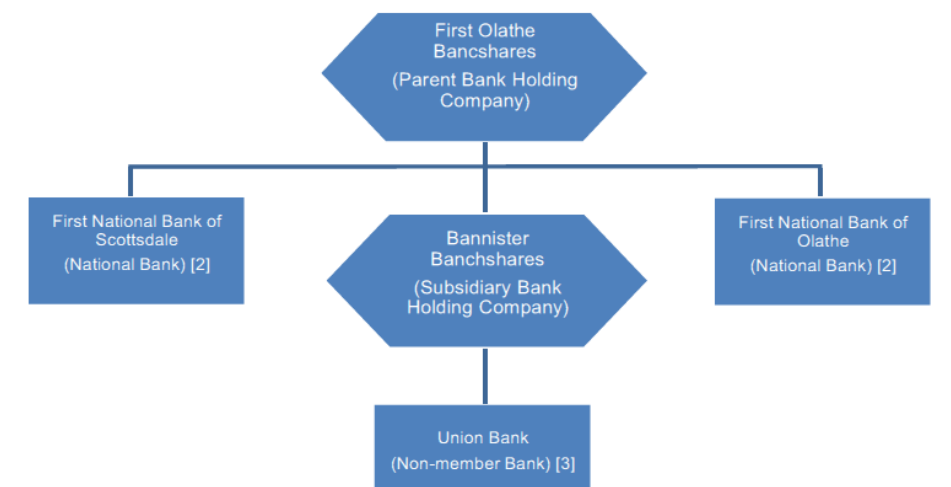 First Olathe
Bancshares
(Parent Bank Holding
Company)
First National Bank of
Scottsdale
(National Bank) [2]
Bannister
Banchshares
(Subsidiary Bank
Holding Company)
First National Bank of
Olathe
(National Bank) [2]
Union Bank
(Non-member Bank) [3]